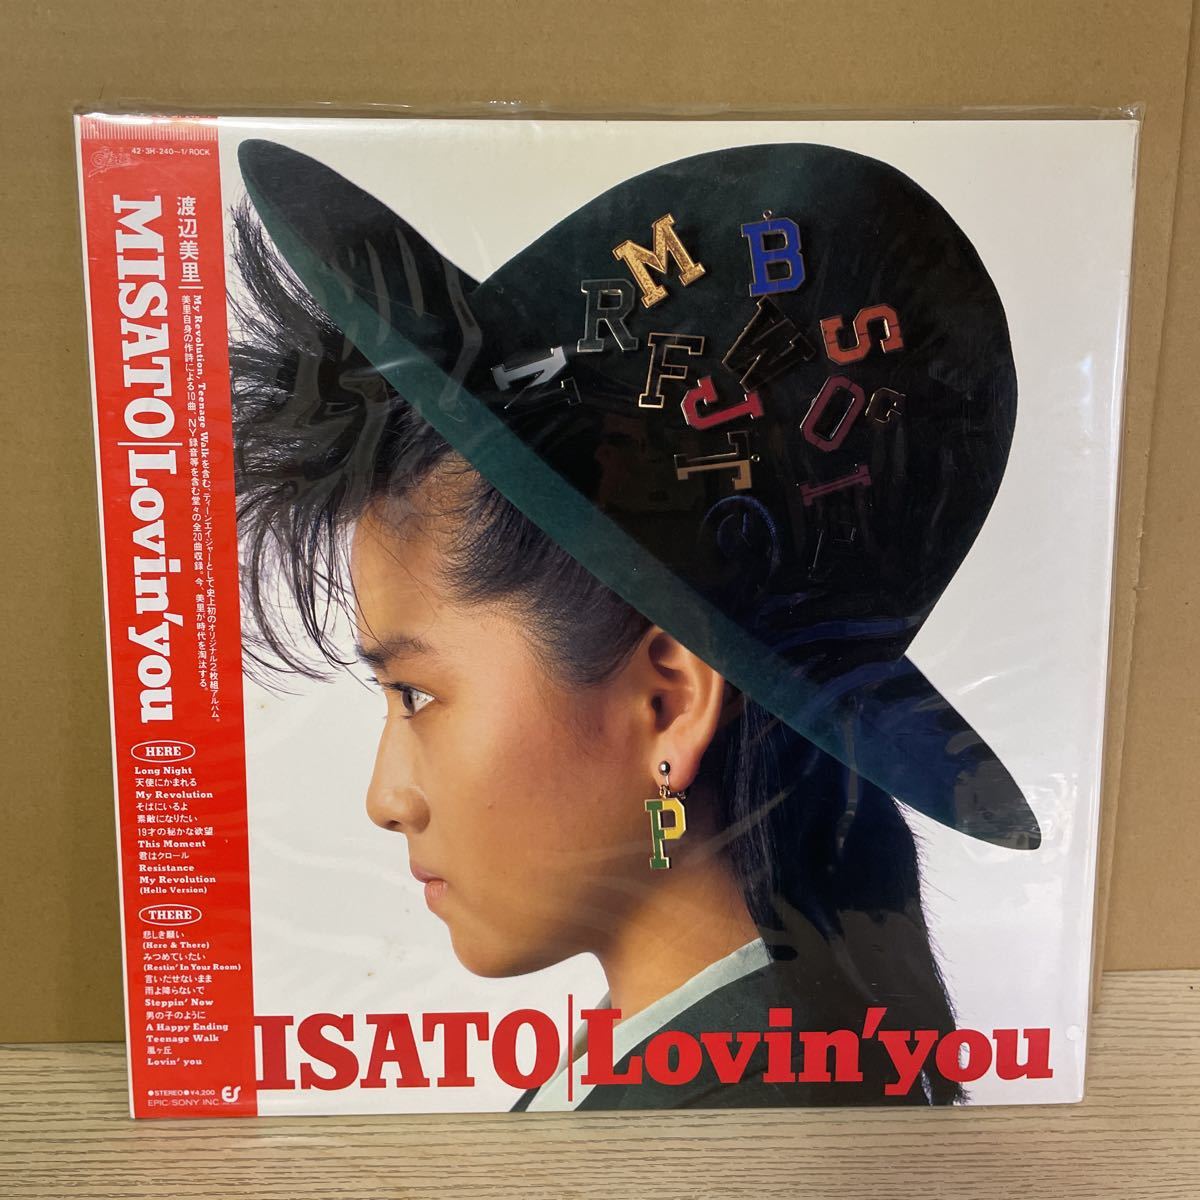 42・3H-240〜1/ROCK
渡辺美里
MISATO|Lovin'you
My Revolution, Teenage Walkを含む、ティーンエイジャーとして史上初のオリジナル2枚組アルバム。
美里自身の作詩による10曲、NY録音等を含む堂々の全20曲収録。今、美里が時代を淘汰する。
HERE
Long Night
天使にかまれる
My Revolution
そばにいるよ
素敵になりたい
19才の秘かな欲望
This Moment
君はクロール
Resistance
My Revolution
(Hello Version)
THERE
悲しき願い
(Here & There)
みつめていたい
(Restin' In Your Room)
言いだせないまま
雨よ降らないで
Steppin' Now
男の子のように
A Happy Ending
Teenage Walk
嵐ヶ丘
Lovin' you
●STEREO●¥4,200
EPIC/SONY INC.
M
B
R
S
N
F
W
J
O
C
L
I
P
ISATO|Lovin'you